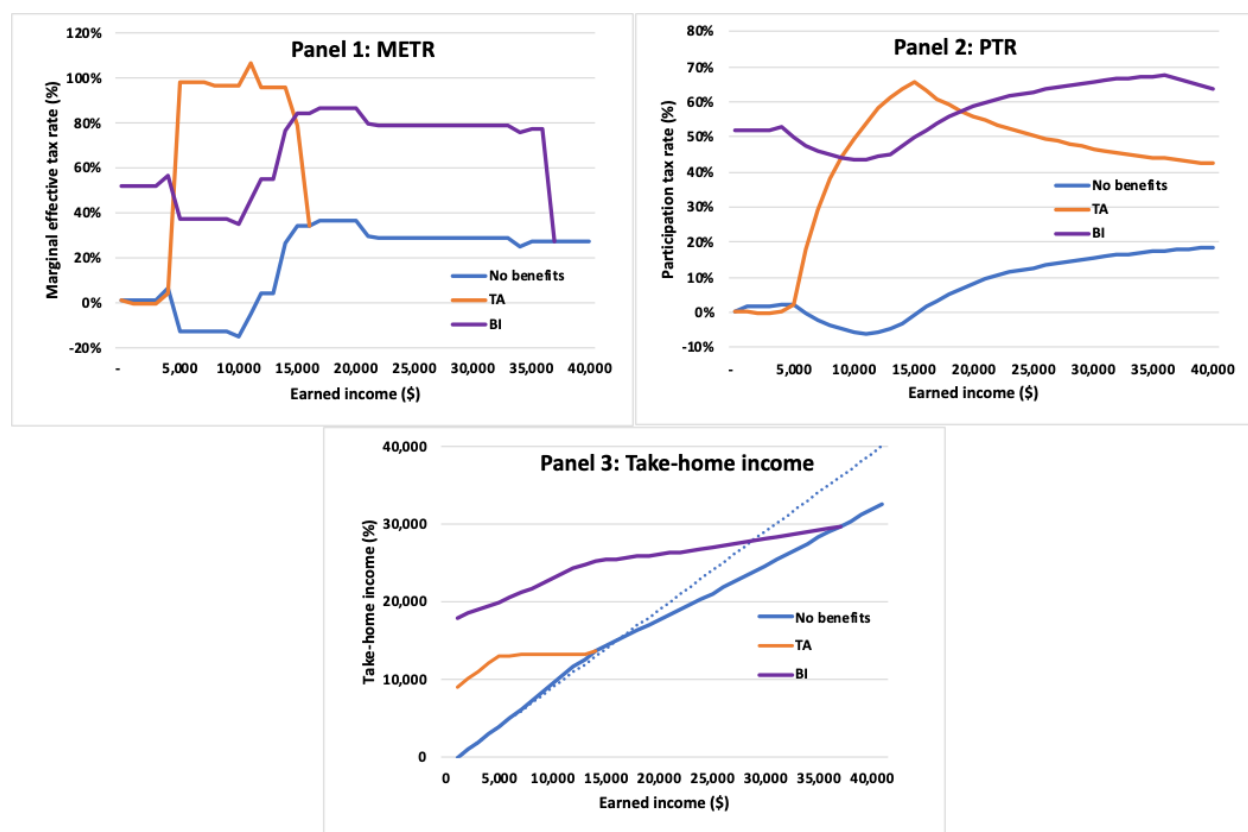 Panel 1: METR
Marginal effective tax rate (%)
120%
100%
80%
60%
40%
20%
0%
-20%
No benefits
TA
BI
- 5,000 10,000 15,000 20,000 25,000 30,000 35,000 40,000
Earned income ($)
Panel 2: PTR
Participation tax rate (%)
80%
70%
60%
50%
40%
30%
20%
10%
0%
-10%
No benefits
TA
BI
- 5,000 10,000 15,000 20,000 25,000 30,000 35,000 40,000
Earned income ($)
Panel 3: Take-home income
Take-home income (%)
40,000
30,000
20,000
10,000
0
No benefits
TA
BI
0 5,000 10,000 15,000 20,000 25,000 30,000 35,000 40,000
Earned income ($)